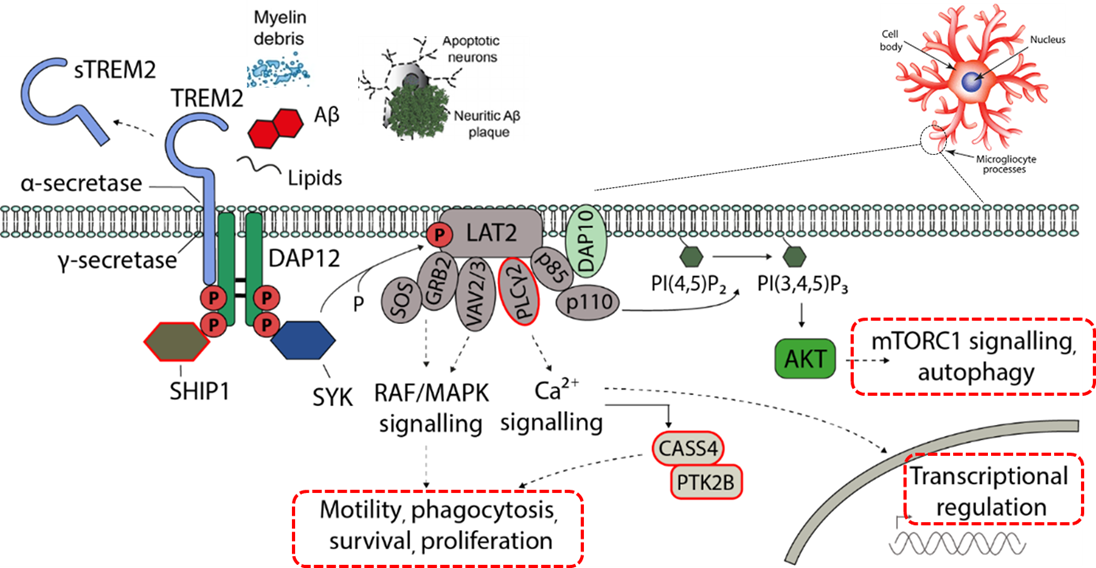 Myelin
debris
sTREM2
TREM2
Aβ
Lipids
Apoptotic
neurons
Neuritic Aβ
plaque
Cell
body
Nucleus
Microgliocyte
processes
α-secretase
γ-secretase
DAP12
P
P
P
P
SHIP1
SYK
P
P
LAT2
DAP10
SOS
GRB2
VAV2/3
PLCγ2
p85
p110
PI(4,5)P₂
PI(3,4,5)P₃
AKT
mTORC1 signalling,
autophagy
RAF/MAPK
signalling
Ca²⁺
signalling
CASS4
PTK2B
Motility, phagocytosis,
survival, proliferation
Transcriptional
regulation